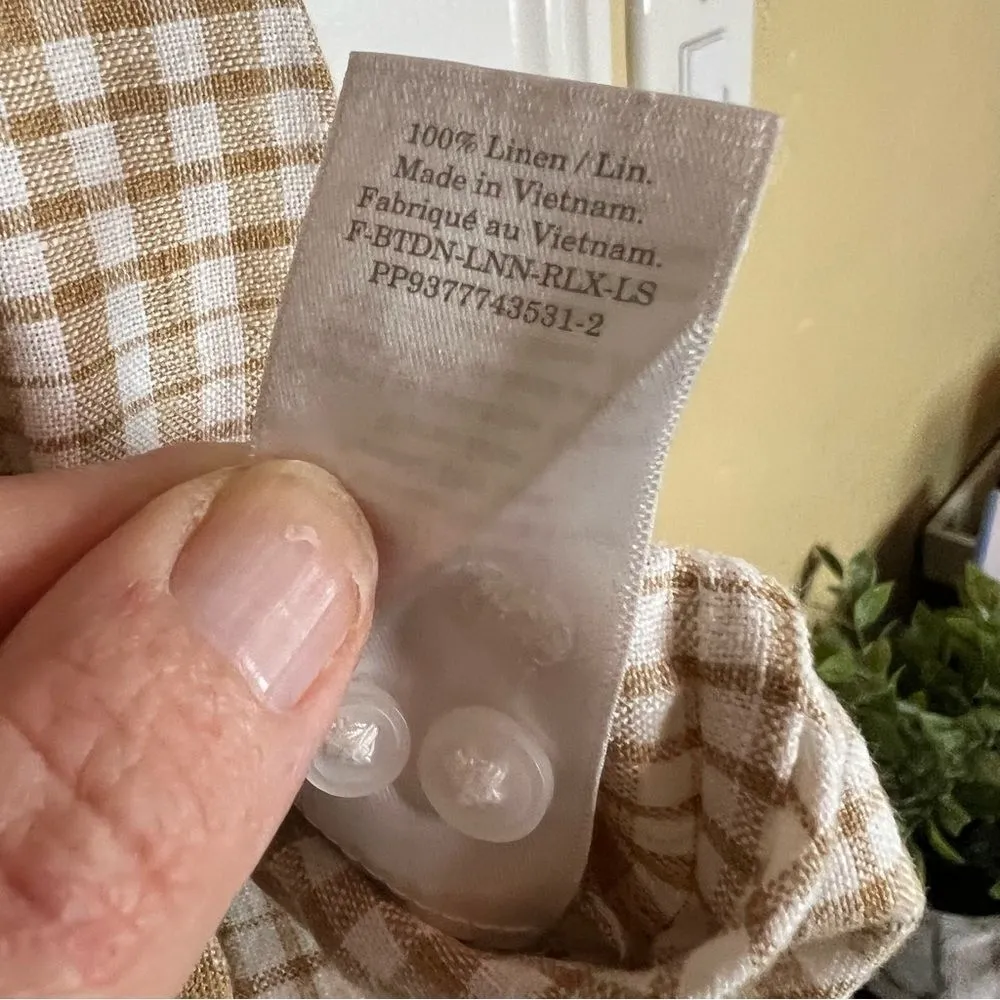 100% Linen / Lin.
Made in Vietnam.
Fabriqué au Vietnam.
F-BTDN-LNN-RLX-LS
PP9377743531-2